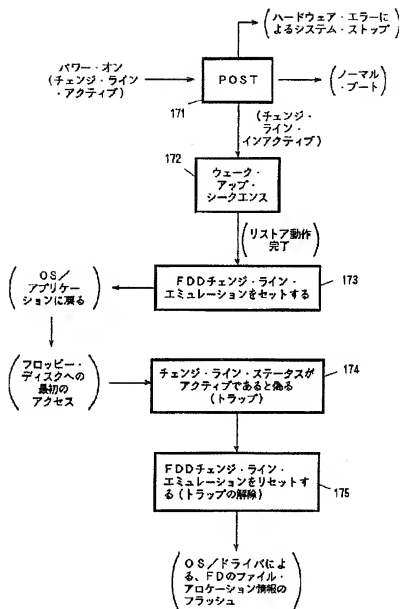 (ハードウェア・エラーに
よるシステム・ストップ)
パワー・オン
(チェンジ・ライン
・アクティブ)
POST
(ノーマル
・ブート)
171
(チェンジ・
ライン・
インアクティブ)
172
ウェーク・
アップ・
シークエンス
(リストア動作
完了)
(OS/
アプリケー
ションに戻る)
FDDチェンジ・ライン・
エミュレーションをセットする
173
(フロッピー・
ディスクへの
最初の
アクセス)
チェンジ・ライン・ステータスが
アクティブであると偽る
(トラップ)
174
FDDチェンジ・ライン・
エミュレーションをリセットす
る(トラップの解除)
175
(OS/ドライバによ
る、FDのファイル・
アロケーション情報の
フラッシュ)